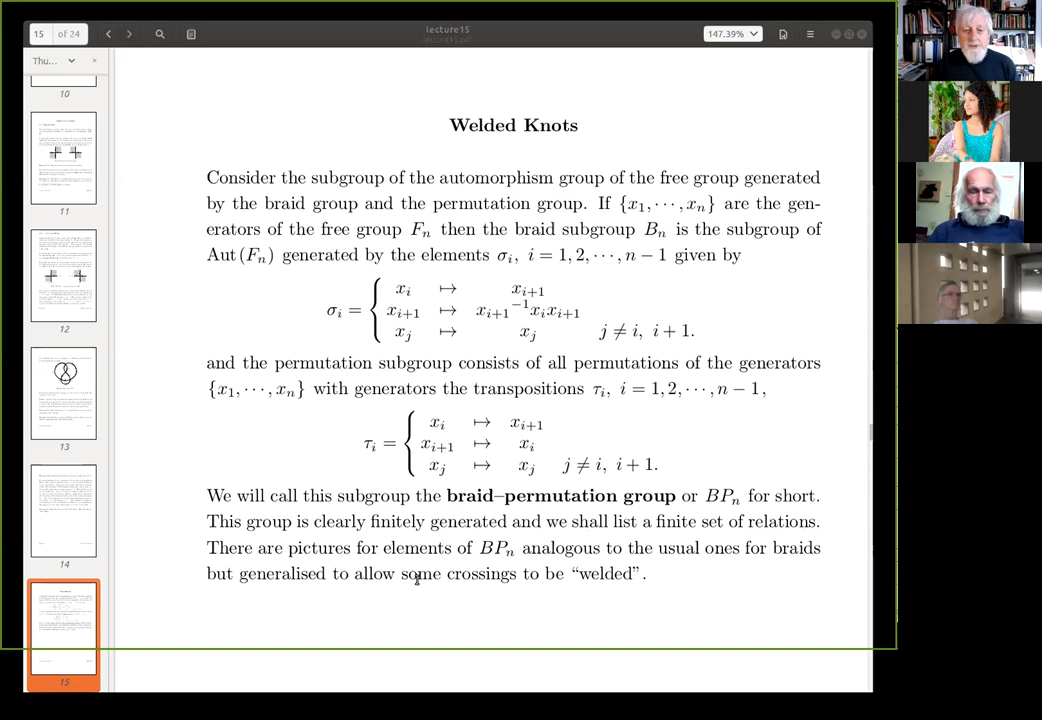 15 of 24
lecture15
lecture15.pdf
147.39%
Thu...
10
11
12
13
14
15
Welded Knots
Consider the subgroup of the automorphism group of the free group generated
by the braid group and the permutation group. If {x₁, ⋯, xₙ} are the gen-
erators of the free group Fₙ then the braid subgroup Bₙ is the subgroup of
Aut(Fₙ) generated by the elements σᵢ, i = 1, 2, ⋯, n − 1 given by
xᵢ ↦ xᵢ₊₁
σᵢ = { xᵢ₊₁ ↦ xᵢ₊₁⁻¹xᵢxᵢ₊₁
xⱼ ↦ xⱼ j ≠ i, i + 1.
and the permutation subgroup consists of all permutations of the generators
{x₁, ⋯, xₙ} with generators the transpositions τᵢ, i = 1, 2, ⋯, n − 1,
xᵢ ↦ xᵢ₊₁
τᵢ = { xᵢ₊₁ ↦ xᵢ
xⱼ ↦ xⱼ j ≠ i, i + 1.
We will call this subgroup the braid–permutation group or BPₙ for short.
This group is clearly finitely generated and we shall list a finite set of relations.
There are pictures for elements of BPₙ analogous to the usual ones for braids
but generalised to allow some crossings to be “welded”.